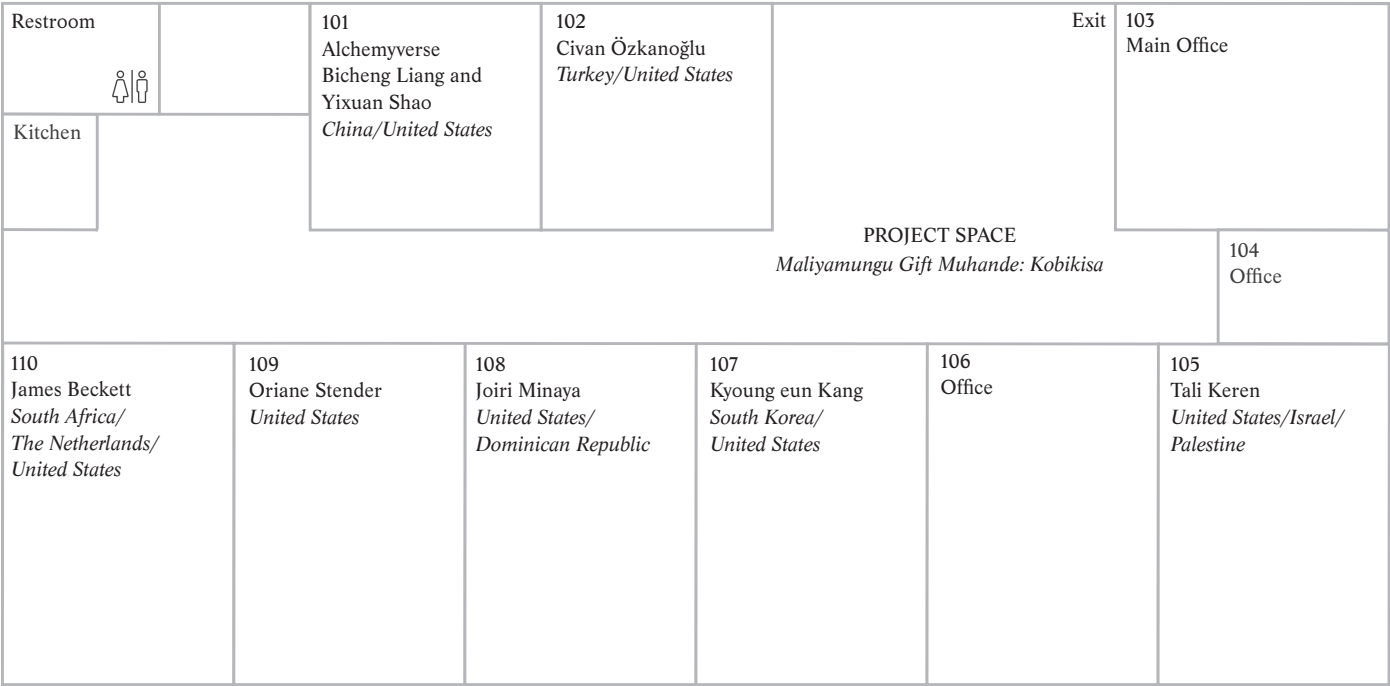 Restroom
Kitchen
101
Alchemyverse
Bicheng Liang and
Yixuan Shao
China/United States
102
Civan Özkanoğlu
Turkey/United States
Exit
103
Main Office
PROJECT SPACE
Maliyamungu Gift Muhande: Kobikisa
104
Office
110
James Beckett
South Africa/
The Netherlands/
United States
109
Oriane Stender
United States
108
Joiri Minaya
United States/
Dominican Republic
107
Kyoung eun Kang
South Korea/
United States
106
Office
105
Tali Keren
United States/Israel/
Palestine